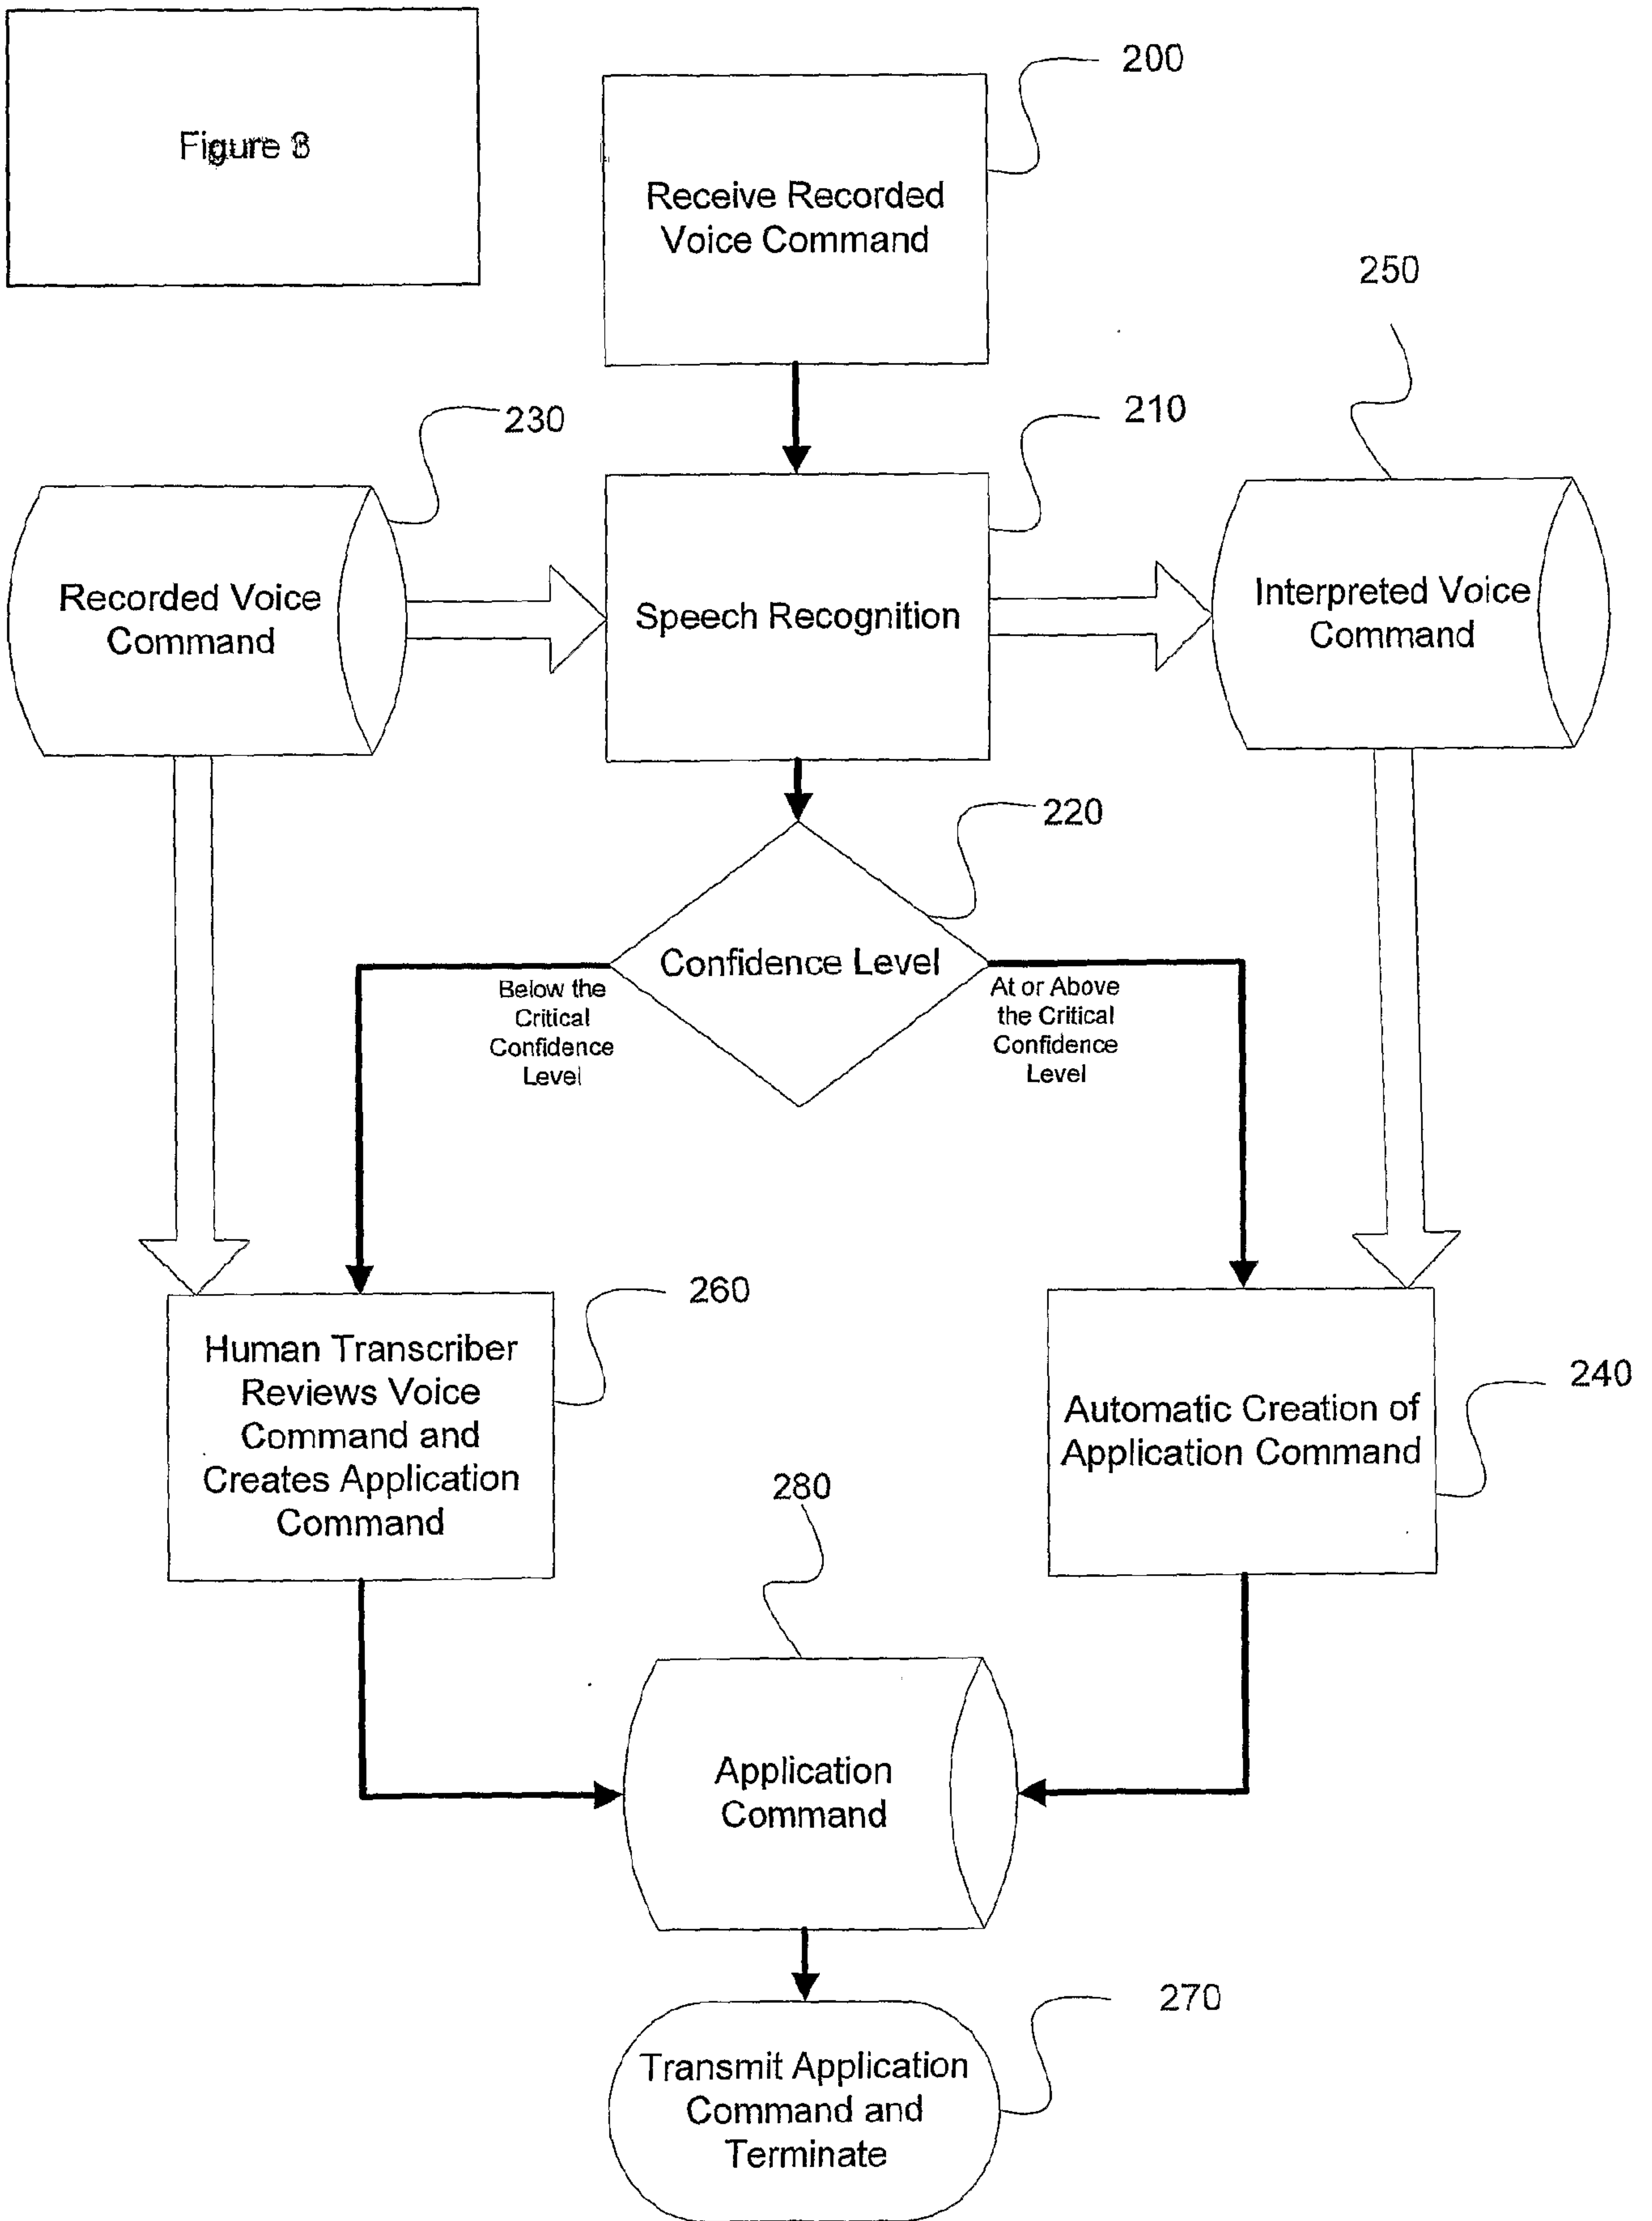 Figure 3
200
Receive Recorded
Voice Command
250
230
210
Recorded Voice
Command
Speech Recognition
Interpreted Voice
Command
220
Confidence Level
Below the
Critical
Confidence
Level
At or Above
the Critical
Confidence
Level
260
Human Transcriber
Reviews Voice
Command and
Creates Application
Command
240
Automatic Creation of
Application Command
280
Application
Command
270
Transmit Application
Command and
Terminate